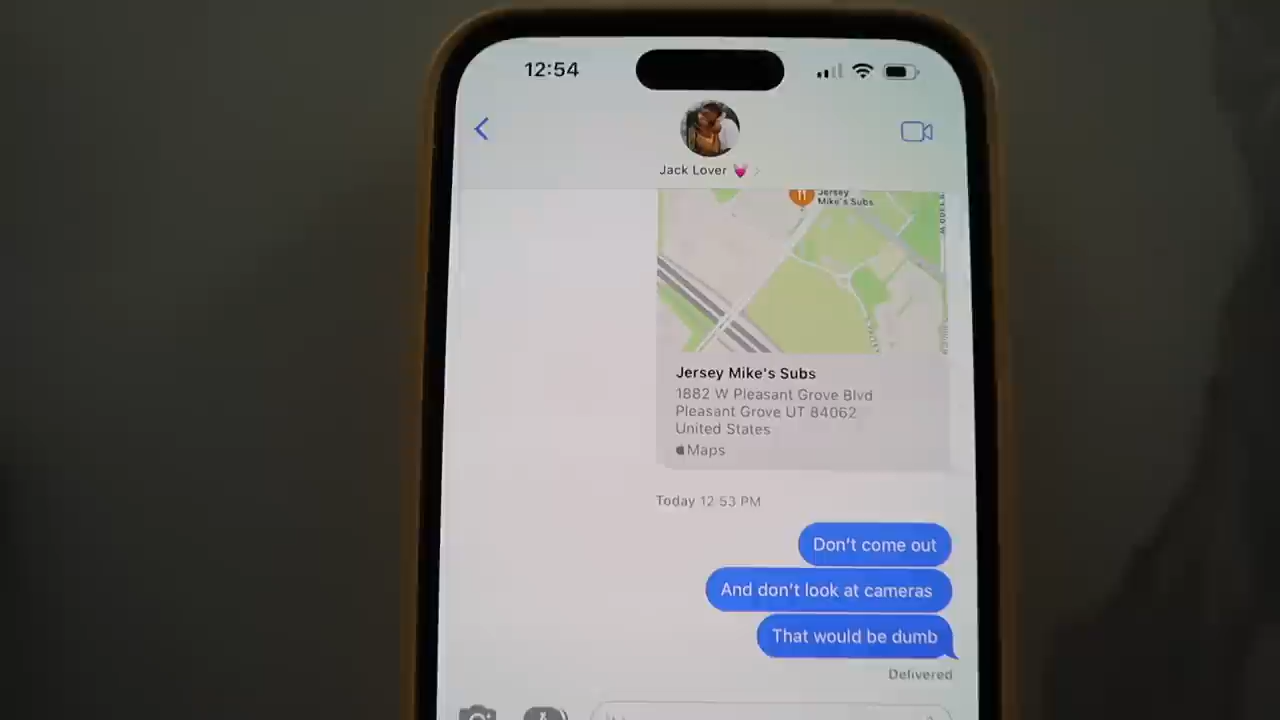 12:54
Jack Lover
Jersey
Mike's Subs
Jersey Mike's Subs
1882 W Pleasant Grove Blvd
Pleasant Grove UT 84062
United States
Maps
Today 12:53 PM
Don't come out
And don't look at cameras
That would be dumb
Delivered